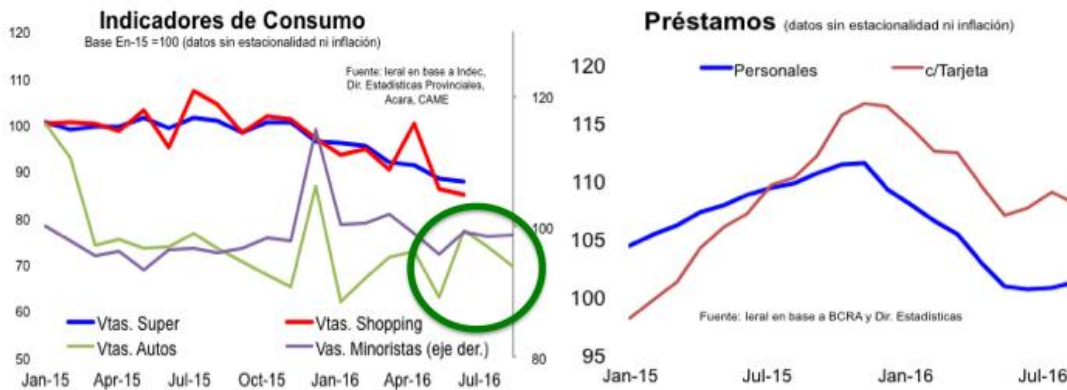 Indicadores de Consumo
Base En-15 =100 (datos sin estacionalidad ni inflación)
Fuente: Ieral en base a Indec,
Dir. Estadísticas Provinciales,
Acara, CAME
120
110
100
90
80
70
60
50
120
100
80
Vtas. Super
Vtas. Shopping
Vtas. Autos
Vas. Minoristas (eje der.)
Jan-15 Apr-15 Jul-15 Oct-15 Jan-16 Apr-16 Jul-16
Préstamos (datos sin estacionalidad ni inflación)
120
115
110
105
100
95
Personales
c/Tarjeta
Fuente: Ieral en base a BCRA y Dir. Estadísticas
Jan-15 Jul-15 Jan-16 Jul-16